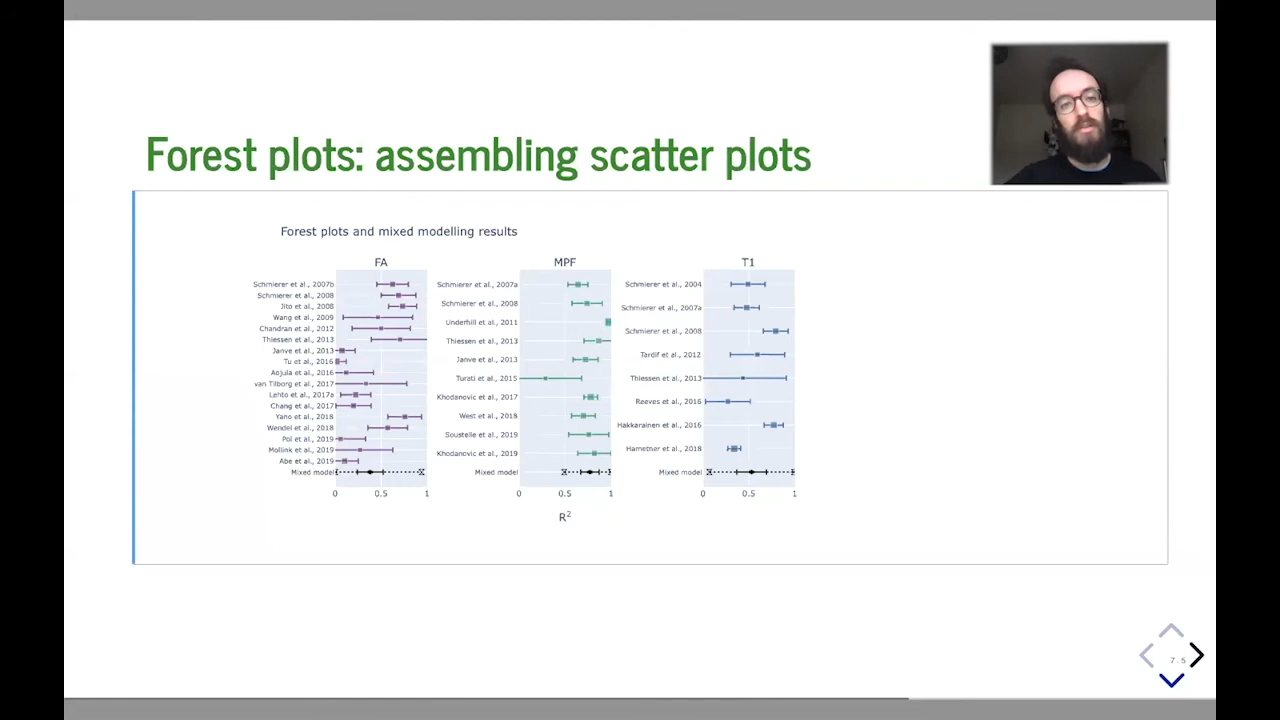 Forest plots: assembling scatter plots
Forest plots and mixed modelling results
FA
Schmierer et al., 2007b
Schmierer et al., 2008
Jito et al., 2008
Wang et al., 2009
Chandran et al., 2012
Thiessen et al., 2013
Janve et al., 2013
Tu et al., 2016
Aojula et al., 2016
van Tilborg et al., 2017
Lehto et al., 2017a
Chang et al., 2017
Yano et al., 2018
Wendel et al., 2018
Pol et al., 2019
Mollink et al., 2019
Abe et al., 2019
Mixed model
0 0.5 1
MPF
Schmierer et al., 2007a
Schmierer et al., 2008
Underhill et al., 2011
Thiessen et al., 2013
Janve et al., 2013
Turati et al., 2015
Khodanovic et al., 2017
West et al., 2018
Soustelle et al., 2019
Khodanovic et al., 2019
Mixed model
0 0.5 1
T1
Schmierer et al., 2004
Schmierer et al., 2007a
Schmierer et al., 2008
Tardif et al., 2012
Thiessen et al., 2013
Reeves et al., 2016
Hakkarainen et al., 2016
Hametner et al., 2018
Mixed model
0 0.5 1
R²
7.5